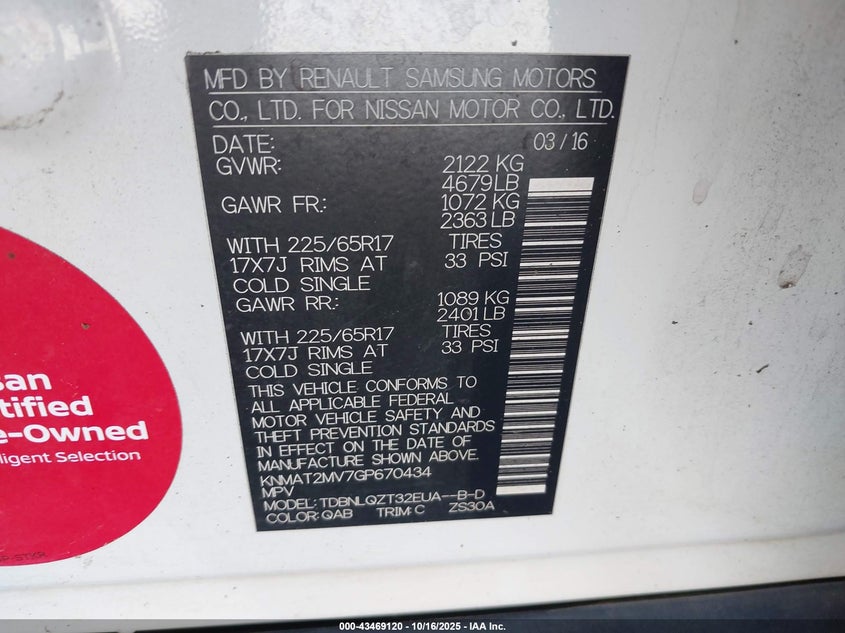 MFD BY RENAULT SAMSUNG MOTORS
CO., LTD. FOR NISSAN MOTOR CO., LTD.
DATE: 03/16
GVWR: 2122 KG
4679 LB
GAWR FR.: 1072 KG
2363 LB
WITH 225/65R17 TIRES
17X7J RIMS AT 33 PSI
COLD SINGLE
GAWR RR.: 1089 KG
2401 LB
WITH 225/65R17 TIRES
17X7J RIMS AT 33 PSI
COLD SINGLE
THIS VEHICLE CONFORMS TO
ALL APPLICABLE FEDERAL
MOTOR VEHICLE SAFETY AND
THEFT PREVENTION STANDARDS
IN EFFECT ON THE DATE OF
MANUFACTURE SHOWN ABOVE.
KNMAT2MV7GP670434
MPV
MODEL: TDBNLQZT32EUA--B-D
COLOR: QAB TRIM: C ZS30A
san
tified
e-Owned
lligent Selection
000-43469120 - 10/16/2025 - IAA Inc.